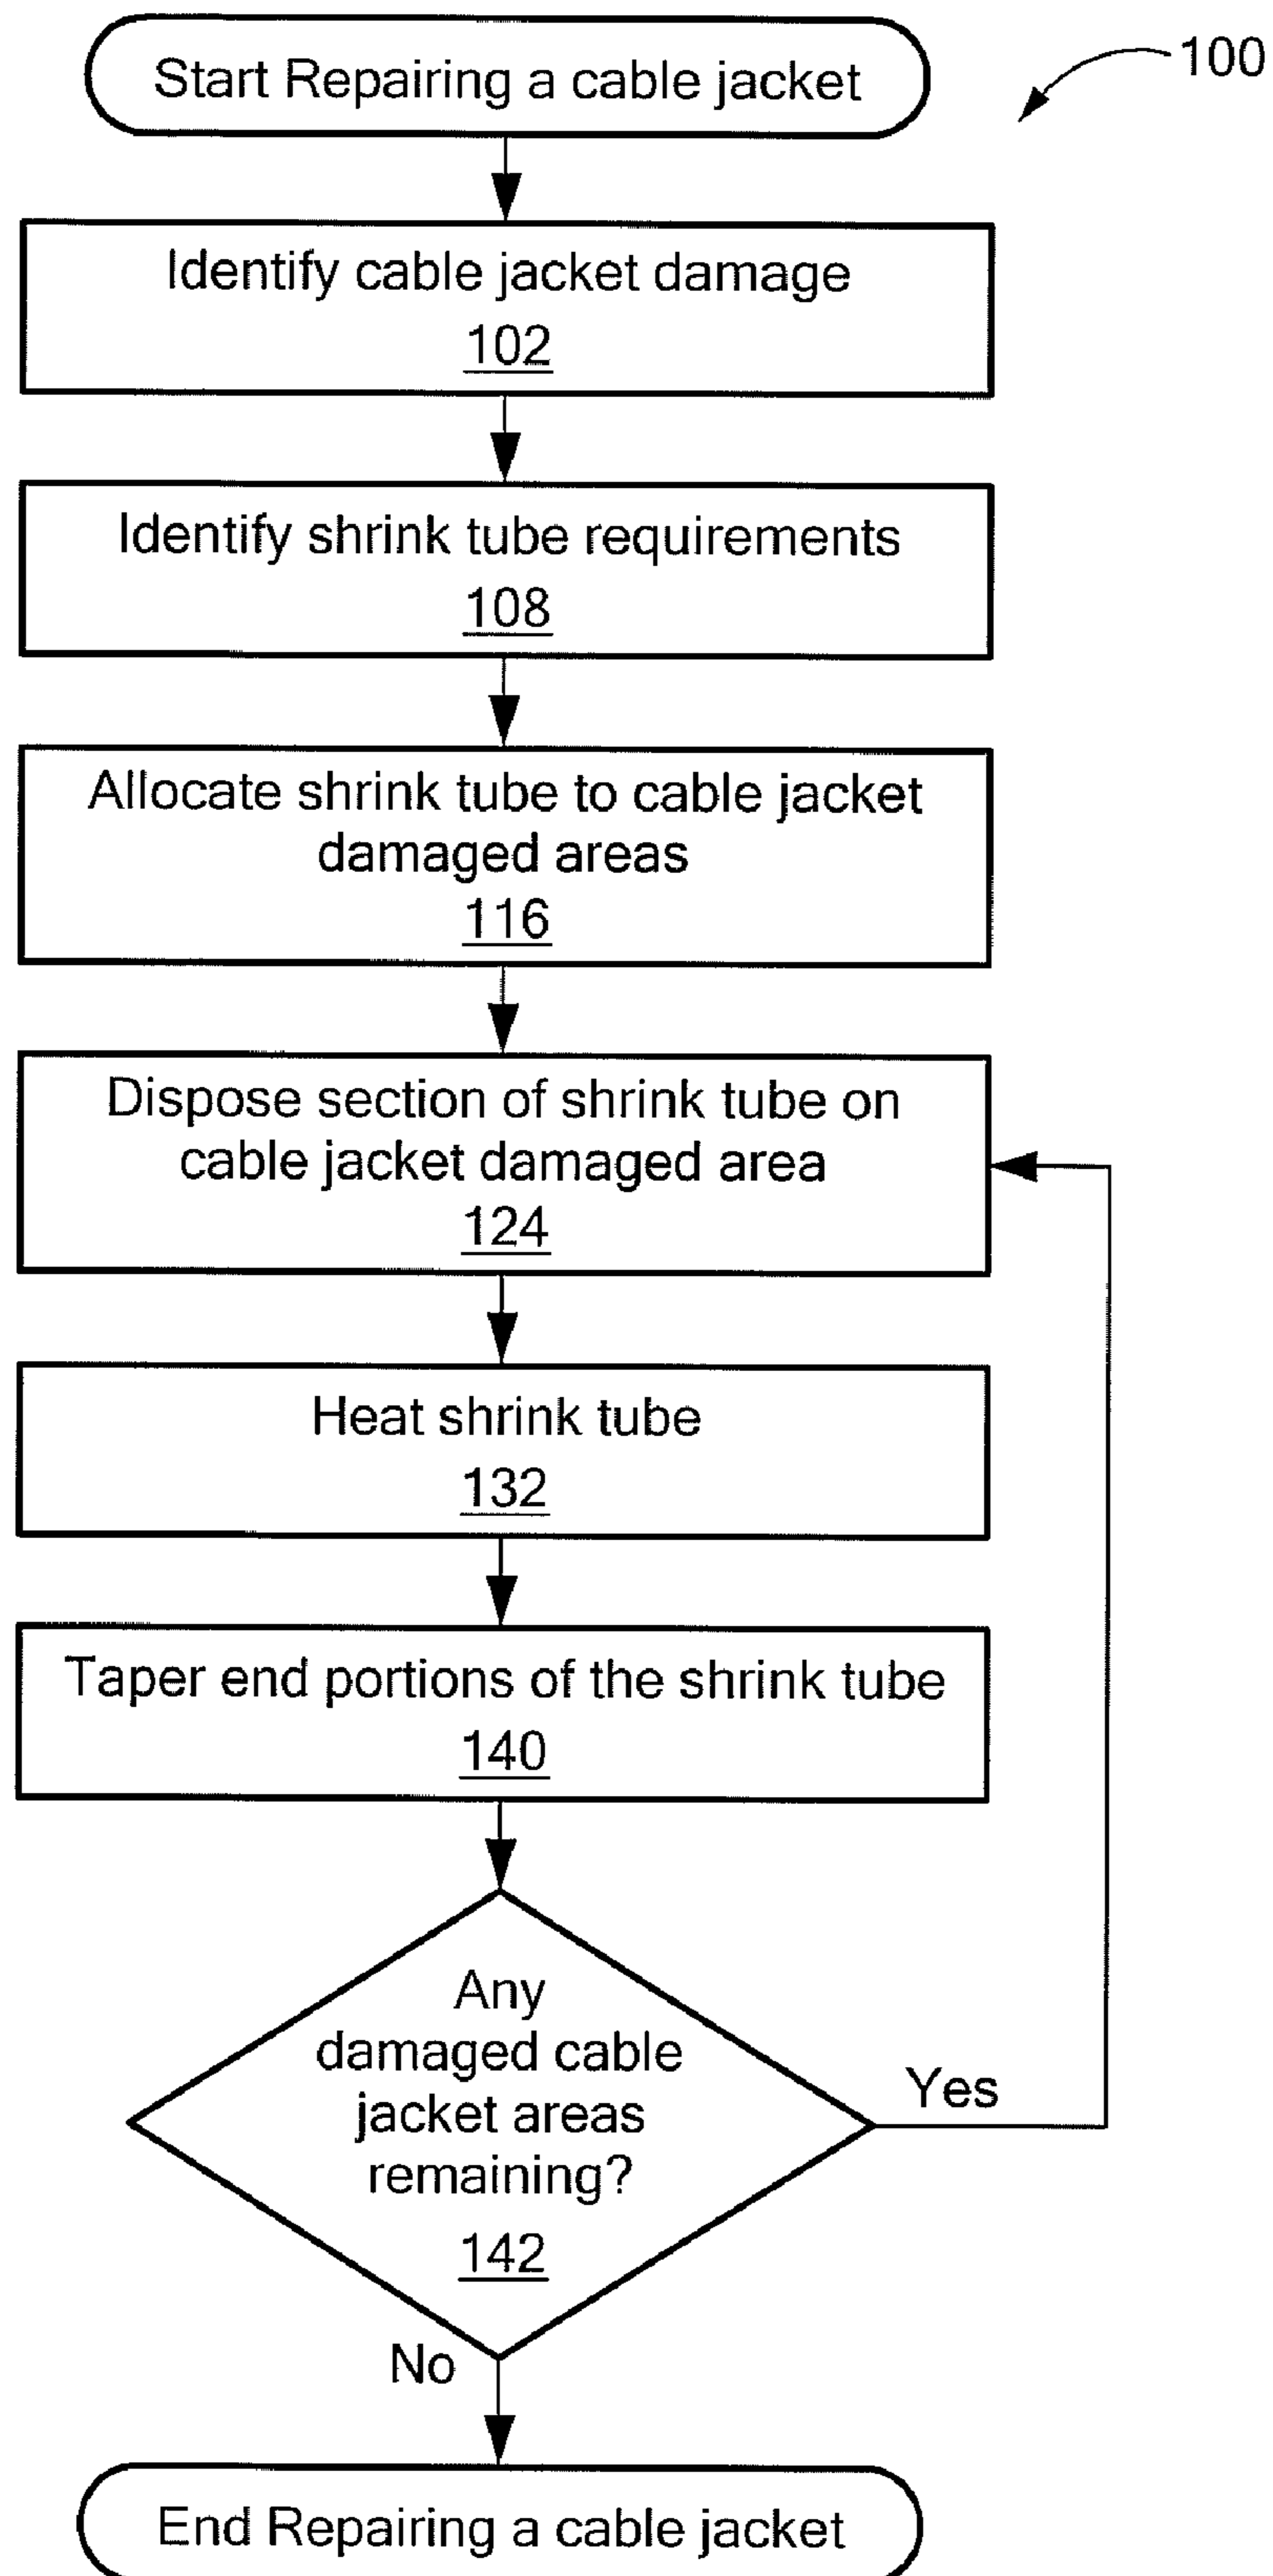 Start Repairing a cable jacket
100
Identify cable jacket damage
102
Identify shrink tube requirements
108
Allocate shrink tube to cable jacket
damaged areas
116
Dispose section of shrink tube on
cable jacket damaged area
124
Heat shrink tube
132
Taper end portions of the shrink tube
140
Any
damaged cable
jacket areas
remaining?
142
Yes
No
End Repairing a cable jacket